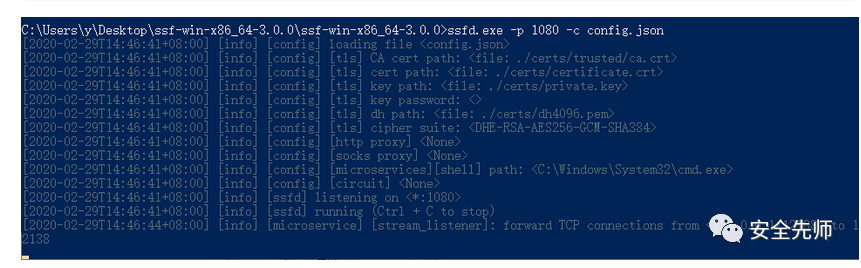 C:\Users\y\Desktop\ssf-win-x86_64-3.0.0\ssf-win-x86_64-3.0.0>ssfd.exe -p 1080 -c config.json
[2020-02-29T14:46:41+08:00] [info] [config] loading file <config.json>
[2020-02-29T14:46:41+08:00] [info] [config] [tls] CA cert path: <file: ./certs/trusted/ca.crt>
[2020-02-29T14:46:41+08:00] [info] [config] [tls] cert path: <file: ./certs/certificate.crt>
[2020-02-29T14:46:41+08:00] [info] [config] [tls] key path: <file: ./certs/private.key>
[2020-02-29T14:46:41+08:00] [info] [config] [tls] key password: <>
[2020-02-29T14:46:41+08:00] [info] [config] [tls] dh path: <file: ./certs/dh4096.pem>
[2020-02-29T14:46:41+08:00] [info] [config] [tls] cipher suite: <DHE-RSA-AES256-GCM-SHA384>
[2020-02-29T14:46:41+08:00] [info] [config] [http proxy] <None>
[2020-02-29T14:46:41+08:00] [info] [config] [socks proxy] <None>
[2020-02-29T14:46:41+08:00] [info] [config] [microservices][shell] path: <C:\Windows\System32\cmd.exe>
[2020-02-29T14:46:41+08:00] [info] [config] [circuit] <None>
[2020-02-29T14:46:41+08:00] [info] [ssfd] listening on <*:1080>
[2020-02-29T14:46:41+08:00] [info] [ssfd] running (Ctrl + C to stop)
[2020-02-29T14:46:44+08:00] [info] [microservice] [stream_listener]: forward TCP connections from to 1
2138
安全先师